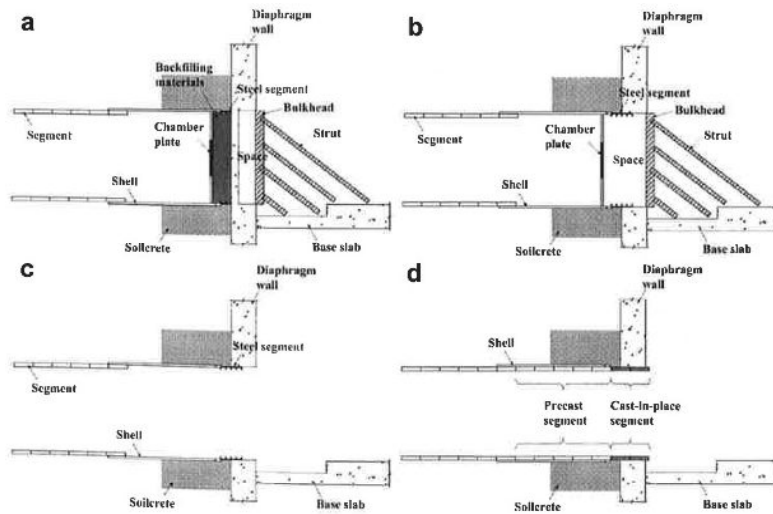 a
Diaphragm
wall
Backfilling
materials
Steel segment
Bulkhead
Segment
Chamber
plate
Strut
Space
Shell
Soilcrete
Base slab
b
Diaphragm
wall
Steel segment
Bulkhead
Segment
Chamber
plate
Strut
Space
Shell
Soilcrete
Base slab
c
Diaphragm
wall
Steel segment
Segment
Shell
Soilcrete
Base slab
d
Diaphragm
wall
Shell
Precast
segment
Cast-in-place
segment
Soilcrete
Base slab